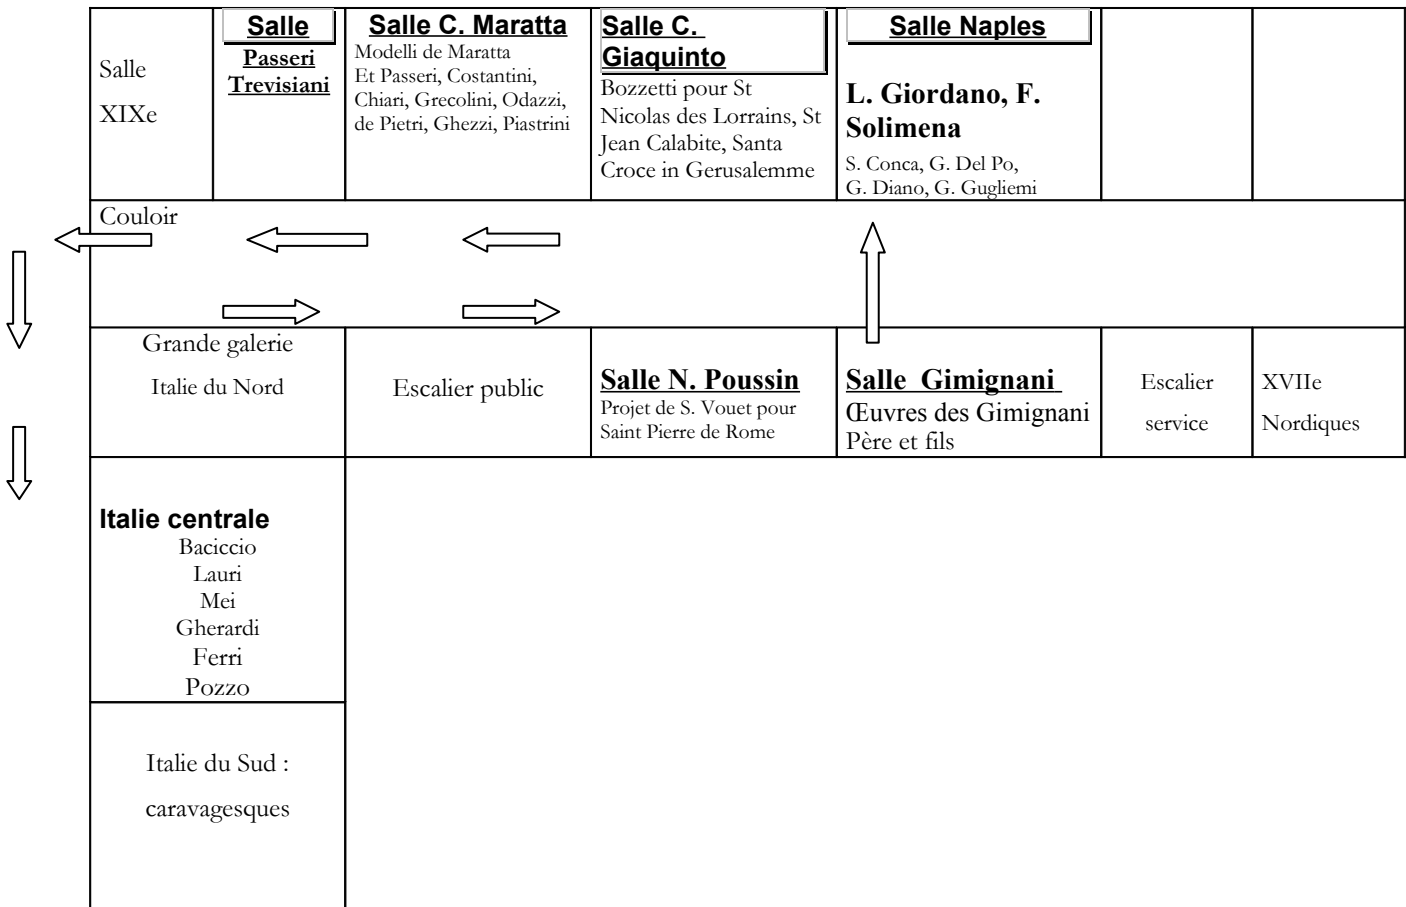 Salle
XIXe
Salle
Passeri
Trevisiani
Salle C. Maratta
Modelli de Maratta
Et Passeri, Costantini,
Chiari, Grecolini, Odazzi,
de Pietri, Ghezzi, Piastrini
Salle C.
Giaquinto
Bozzetti pour St
Nicolas des Lorrains, St
Jean Calabite, Santa
Croce in Gerusalemme
Salle Naples
L. Giordano, F.
Solimena
S. Conca, G. Del Po,
G. Diano, G. Gugliemi
Couloir
Grande galerie
Italie du Nord
Escalier public
Salle N. Poussin
Projet de S. Vouet pour
Saint Pierre de Rome
Salle Gimignani
Œuvres des Gimignani
Père et fils
Escalier
service
XVIIe
Nordiques
Italie centrale
Baciccio
Lauri
Mei
Gherardi
Ferri
Pozzo
Italie du Sud :
caravagesques